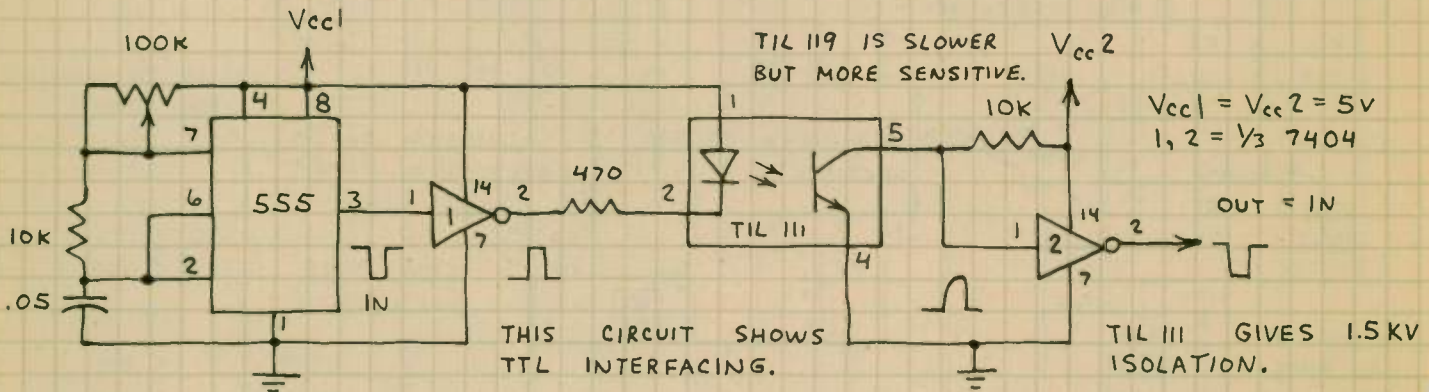 Vcc1
100K
4
8
7
6
555
3
10K
2
.05
1
IN
1
14
1
2
7
470
TIL 119 IS SLOWER
BUT MORE SENSITIVE.
1
2
5
TIL 111
4
10K
Vcc2
Vcc1 = Vcc2 = 5V
1, 2 = 1/3 7404
OUT = IN
1
14
2
2
7
THIS CIRCUIT SHOWS
TTL INTERFACING.
TIL 111 GIVES 1.5 KV
ISOLATION.